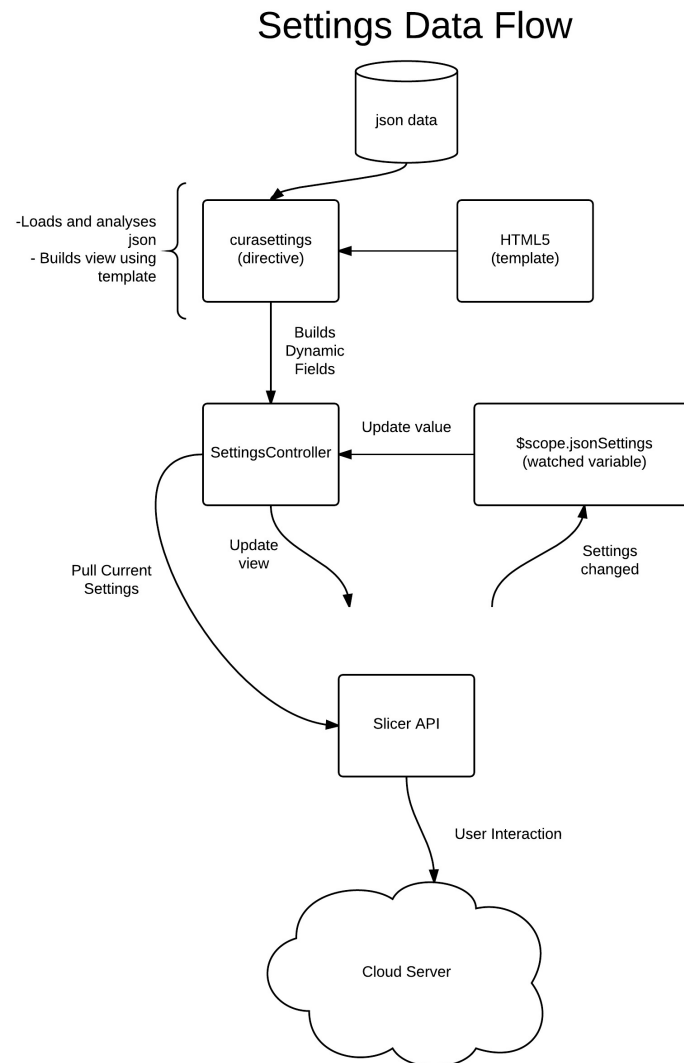 Settings Data Flow
json data
-Loads and analyses
json
- Builds view using
template
curasettings
(directive)
HTML5
(template)
Builds
Dynamic
Fields
SettingsController
Update value
$scope.jsonSettings
(watched variable)
Update
view
Settings
changed
Pull Current
Settings
Slicer API
User Interaction
Cloud Server